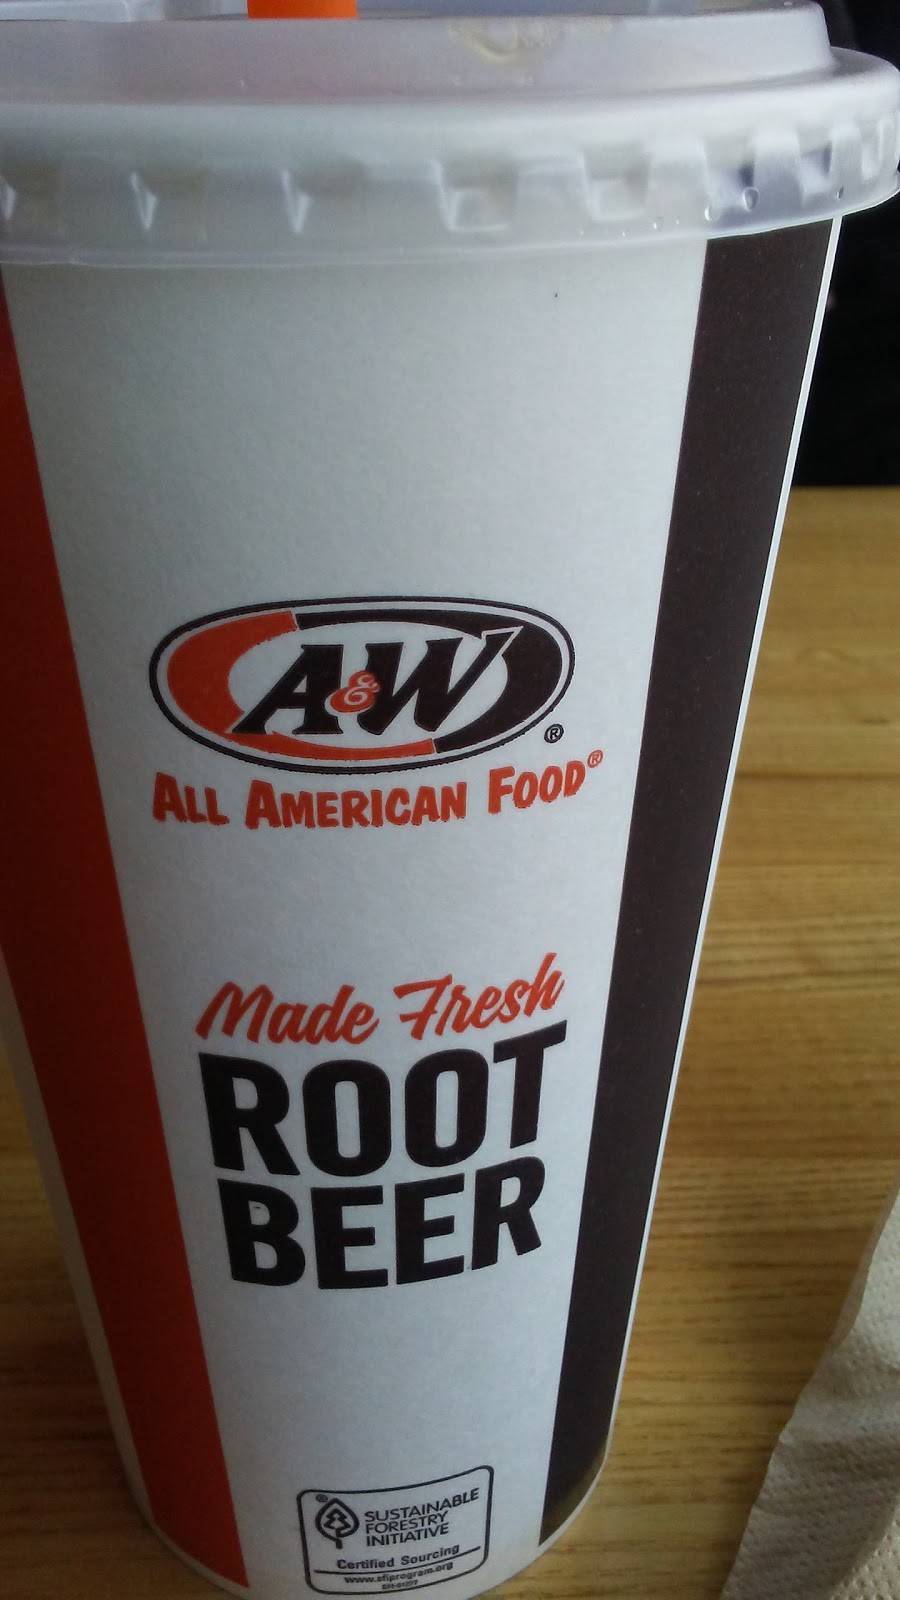 A&W®
ALL AMERICAN FOOD®
Made Fresh
ROOT
BEER
SUSTAINABLE
FORESTRY
INITIATIVE
Certified Sourcing
www.sfiprogram.org